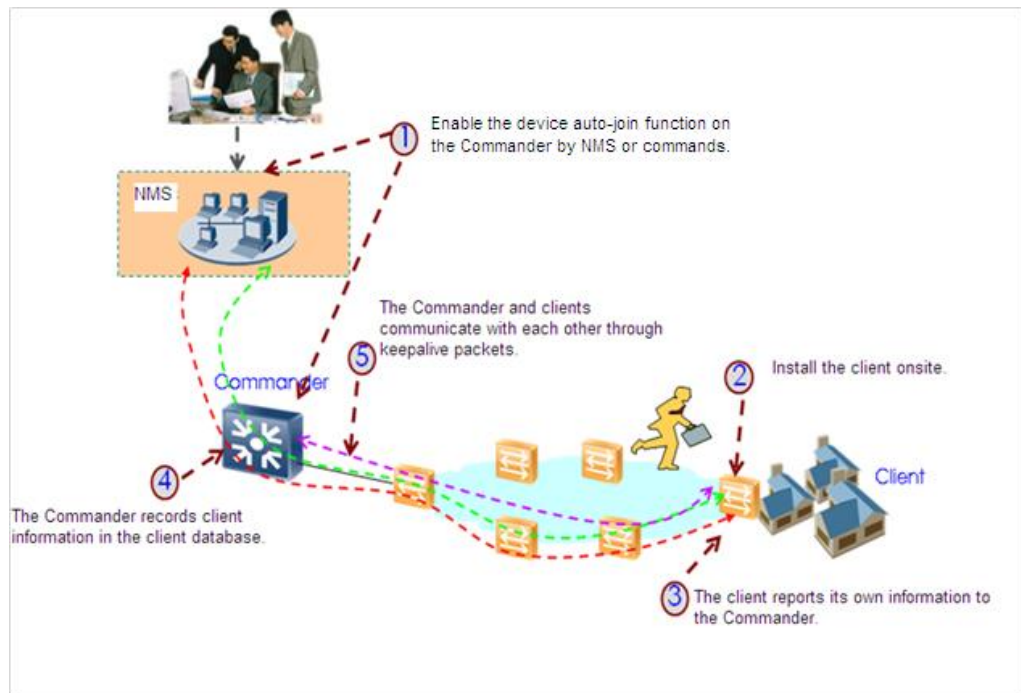 1
Enable the device auto-join function on
the Commander by NMS or commands.
NMS
The Commander and clients
communicate with each other through
keepalive packets.
5
Commander
2
Install the client onsite.
Client
4
The Commander records client
information in the client database.
3
The client reports its own information to
the Commander.